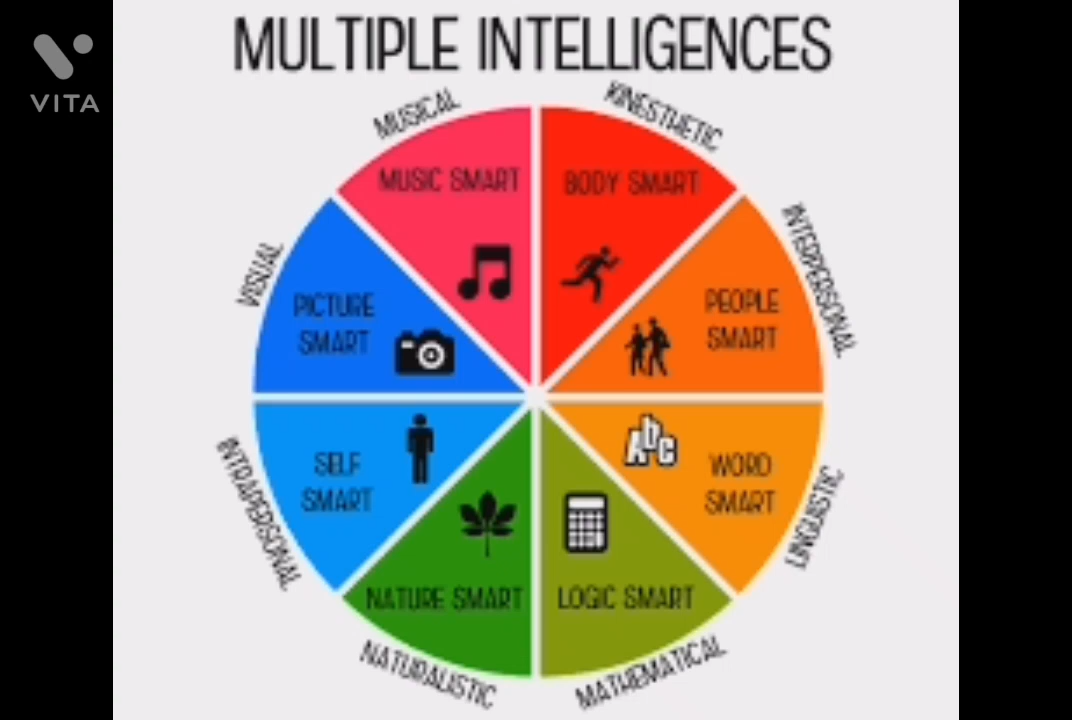 VITA
MULTIPLE INTELLIGENCES
MUSICAL
KINESTHETIC
MUSIC SMART
BODY SMART
VISUAL
INTERPERSONAL
PICTURE
SMART
PEOPLE
SMART
INTRAPERSONAL
SELF
SMART
Abc
WORD
SMART
LINGUISTIC
NATURE SMART
LOGIC SMART
NATURALISTIC
MATHEMATICAL